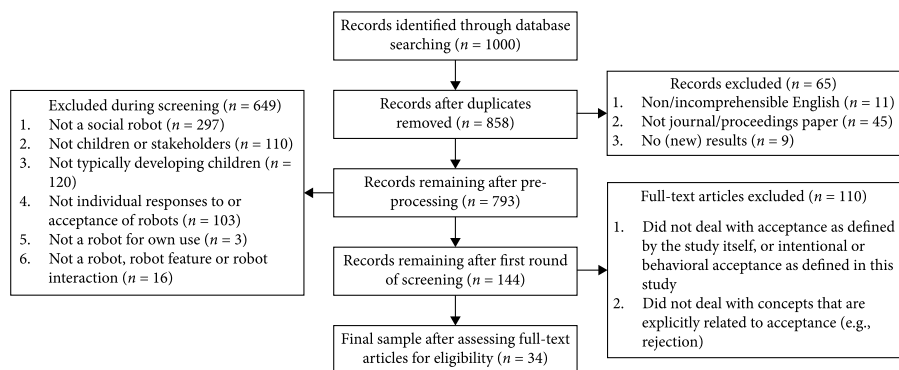 Records identified through database
searching (n = 1000)
Records after duplicates
removed (n = 858)
Records excluded (n = 65)
1. Non/incomprehensible English (n = 11)
2. Not journal/proceedings paper (n = 45)
3. No (new) results (n = 9)
Excluded during screening (n = 649)
1. Not a social robot (n = 297)
2. Not children or stakeholders (n = 110)
3. Not typically developing children (n =
120)
4. Not individual responses to or
acceptance of robots (n = 103)
5. Not a robot for own use (n = 3)
6. Not a robot, robot feature or robot
interaction (n = 16)
Records remaining after pre-
processing (n = 793)
Records remaining after first round
of screening (n = 144)
Full-text articles excluded (n = 110)
1. Did not deal with acceptance as defined
by the study itself, or intentional or
behavioral acceptance as defined in this
study
2. Did not deal with concepts that are
explicitly related to acceptance (e.g.,
rejection)
Final sample after assessing full-text
articles for eligibility (n = 34)